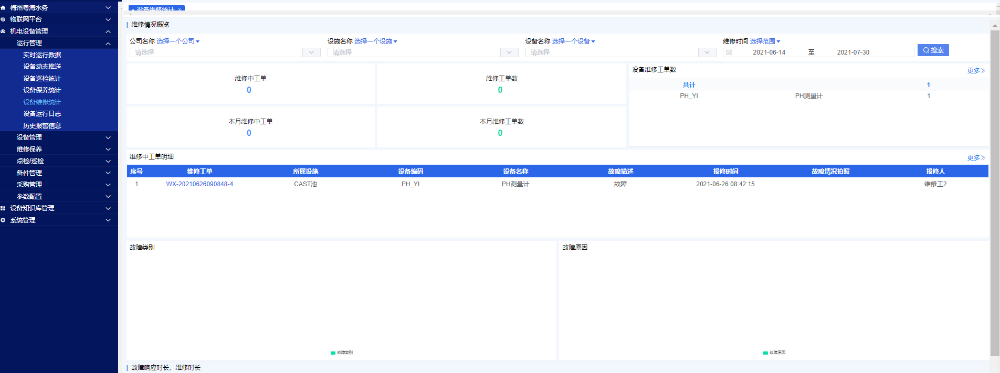 梅州粤海水务
物联网平台
机电设备管理
运行管理
实时运行数据
设备动态推送
设备巡检统计
设备保养统计
设备维修统计
设备运行日志
历史报警信息
设备管理
维修保养
点检/巡检
备件管理
采购管理
参数配置
设备知识库管理
系统管理
设备维修统计 ×
维修情况概览
公司名称 选择一个公司 设施名称 选择一个设施 设备名称 选择一个设备 维修时间 选择范围
请选择 请选择 请选择 2021-06-14 至 2021-07-30 搜索
维修中工单
0
维修工单数
0
本月维修中工单
0
本月维修工单数
0
设备维修工单数 更多
共计 1
PH_YI PH测量计 1
维修中工单明细 更多
序号 维修工单 所属设施 设备编码 设备名称 故障描述 报修时间 故障情况拍照 报修人
1 WX-20210626090848-4 CAST池 PH_YI PH测量计 故障 2021-06-26 08:42:15 维修工2
故障类别
故障类别
故障原因
故障原因
故障响应时长、维修时长